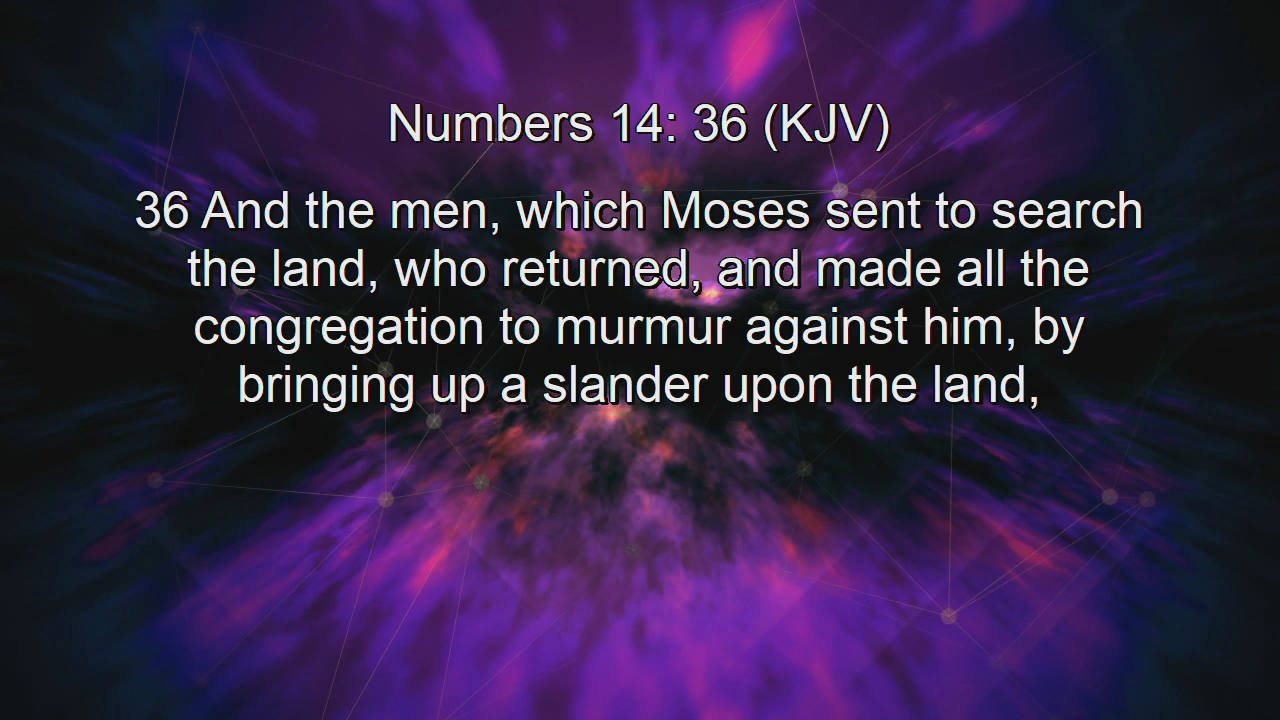 Numbers 14: 36 (KJV)
36 And the men, which Moses sent to search
the land, who returned, and made all the
congregation to murmur against him, by
bringing up a slander upon the land,